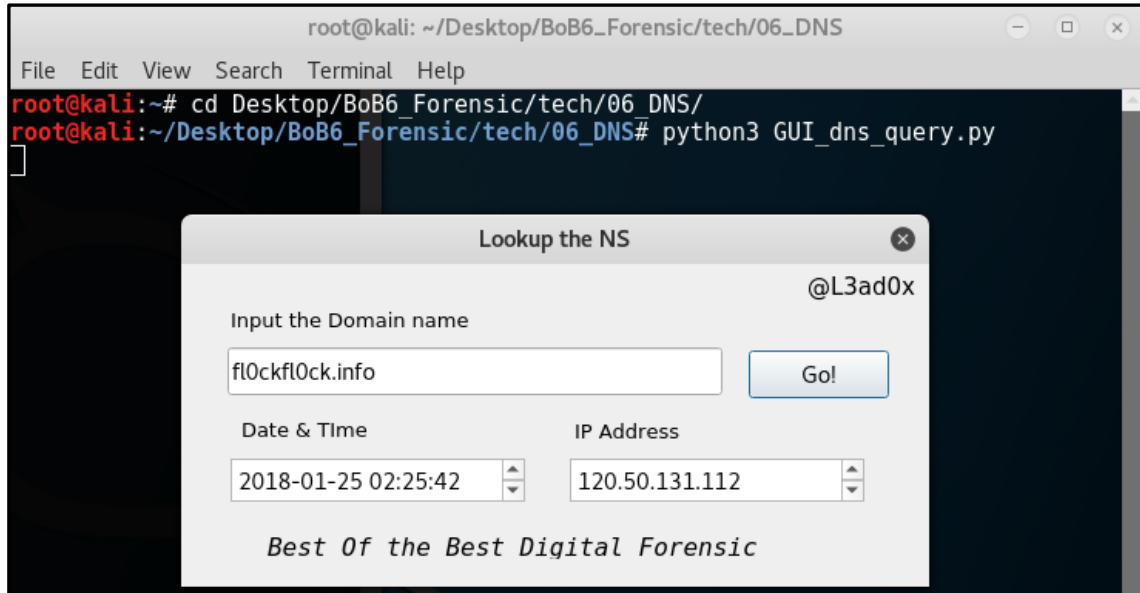 root@kali: ~/Desktop/BoB6_Forensic/tech/06_DNS
File Edit View Search Terminal Help
root@kali:~# cd Desktop/BoB6_Forensic/tech/06_DNS/
root@kali:~/Desktop/BoB6_Forensic/tech/06_DNS# python3 GUI_dns_query.py
Lookup the NS
@L3ad0x
Input the Domain name
fl0ckfl0ck.info
Go!
Date & TIme
IP Address
2018-01-25 02:25:42
120.50.131.112
Best Of the Best Digital Forensic